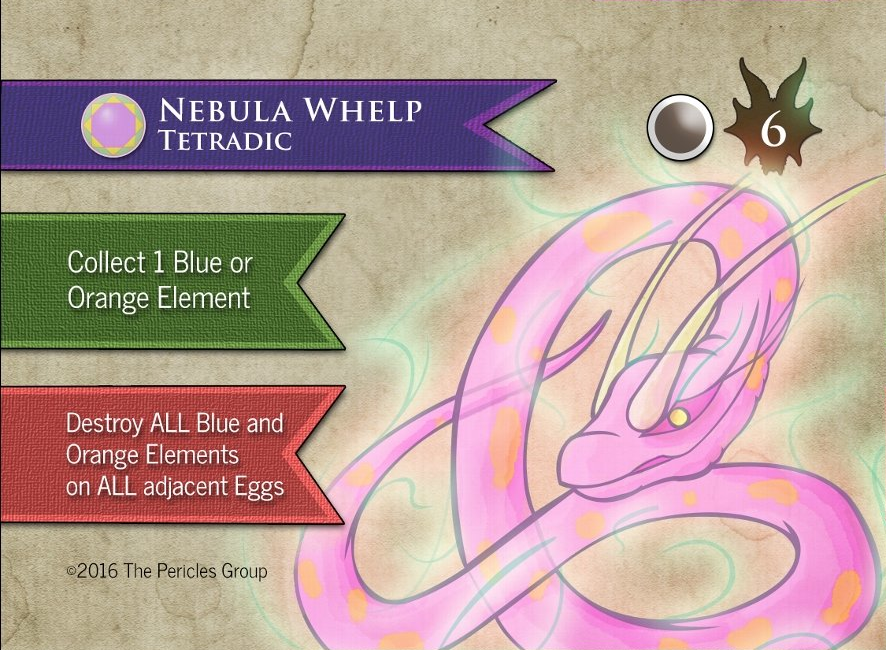 Nebula Whelp
Tetradic
6
Collect 1 Blue or
Orange Element
Destroy ALL Blue and
Orange Elements
on ALL adjacent Eggs
©2016 The Pericles Group